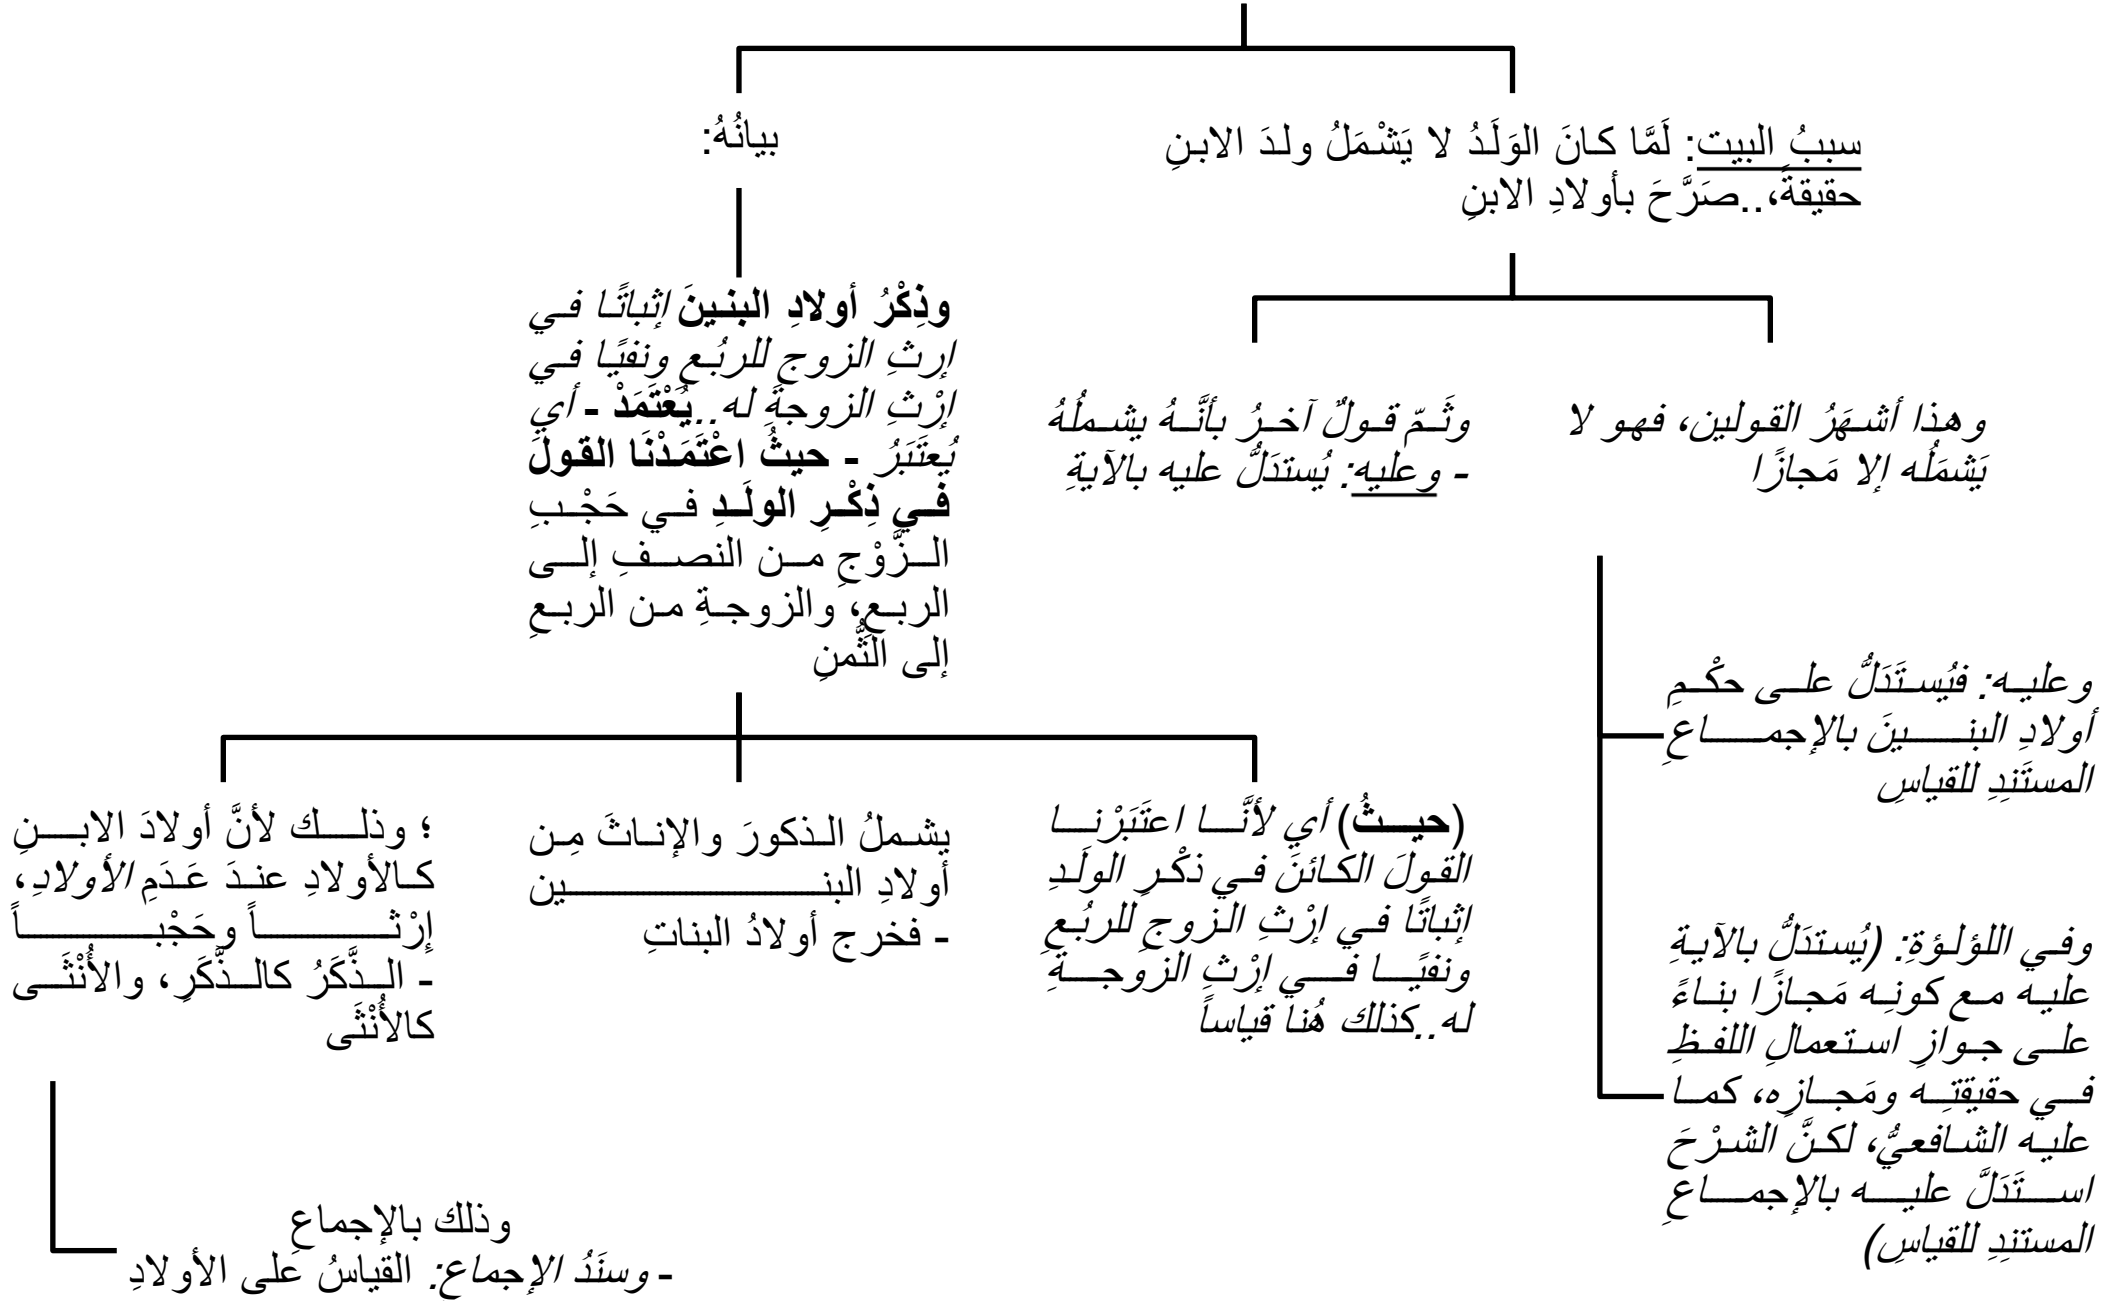 سببُ البيت: لَمَّا كانَ الوَلَدُ لا يَشْمَلُ ولدَ الابنِ
حقيقةً،..صَرَّحَ بأولادِ الابنِ
وهذا أشهَرُ القولين، فهو لا
يَشمَلُه إلا مَجازًا
وعليه: فيُستَدَلُّ على حكْمِ
أولادِ البنينَ بالإجماعِ
المستَنِدِ للقياسِ
وفي اللؤلؤةِ: (يُستدَلُّ بالآيةِ
عليه مع كونِه مَجازًا بناءً
على جوازِ استعمالِ اللفظِ
في حقيقتِه ومَجازِه، كما
عليه الشافعيُّ، لكنَّ الشرْحَ
استَدَلَّ عليه بالإجماعِ
المستنِدِ للقياسِ)
وثَمّ قولٌ آخرُ بأنَّهُ يشملُهُ
- وعليه: يُستدَلُّ عليه بالآيةِ
بيانُهُ:
وذِكْرُ أولادِ البنينَ إثباتًا في
إرثِ الزوجِ للربُعِ ونفيًا في
إرْثِ الزوجةِ له..يُعْتَمَدْ - أي
يُعتَبَرُ - حيثُ اعْتَمَدْنَا القولَ
في ذِكْرِ الولَدِ في حَجْبِ
الزَّوْجِ من النصفِ إلى
الربعِ، والزوجةِ من الربعِ
إلى الثُّمنِ
(حيثُ) أي لأنَّا اعتَبَرْنا
القولَ الكائنَ في ذكْرِ الولَدِ
إثباتًا في إرْثِ الزوجِ للربُعِ
ونفيًا في إرْثِ الزوجةِ
له..كذلك هُنا قياساً
يشملُ الذكورَ والإناثَ مِن
أولادِ البنين
- فخرج أولادُ البناتِ
؛ وذلك لأنَّ أولادَ الابنِ
كالأولادِ عندَ عَدَمِ الأولادِ،
إِرْثاً وحَجْباً
- الذَّكَرُ كالذَّكَرِ، والأُنْثَى
كالأُنْثَى
وذلك بالإجماعِ
- وسنَدُ الإجماع: القياسُ على الأولادِ